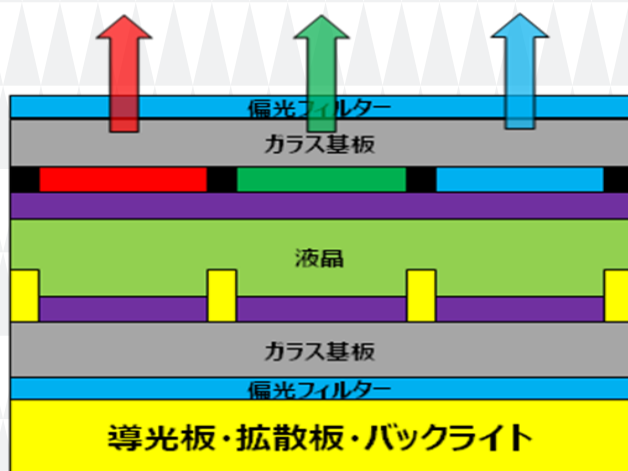 偏光フィルター
ガラス基板
液晶
ガラス基板
偏光フィルター
導光板・拡散板・バックライト